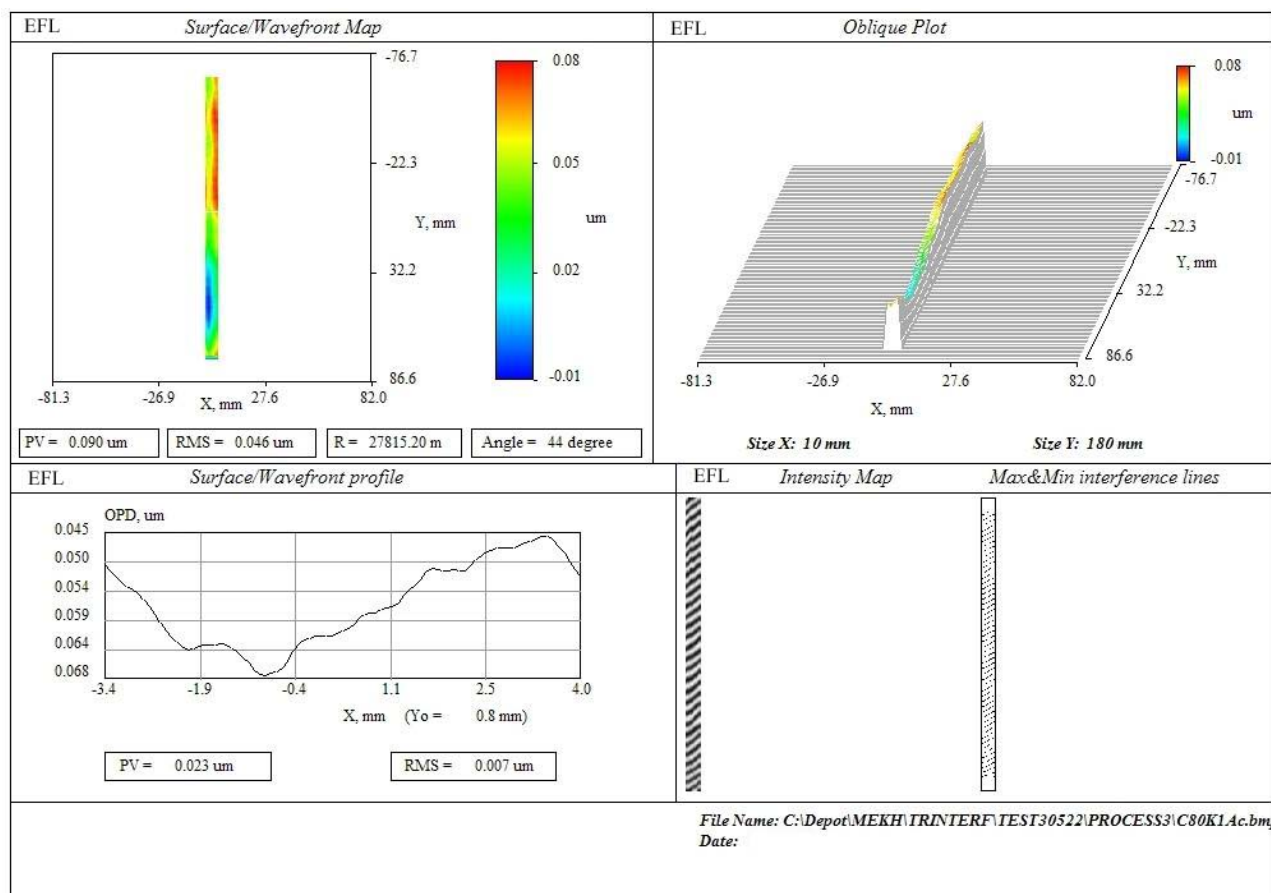 EFL Surface/Wavefront Map
-76.7
0.08
-22.3
0.05
Y, mm
um
32.2
0.02
-0.01
86.6
-81.3 -26.9 27.6 82.0
X, mm
PV = 0.090 um RMS = 0.046 um R = 27815.20 m Angle = 44 degree
EFL Oblique Plot
0.08
um
-0.01
-76.7
-22.3
Y, mm
32.2
86.6
-81.3 -26.9 27.6 82.0
X, mm
Size X: 10 mm Size Y: 180 mm
EFL Surface/Wavefront profile
OPD, um
0.045
0.050
0.054
0.059
0.064
0.068
-3.4 -1.9 -0.4 1.1 2.5 4.0
X, mm (Yo = 0.8 mm)
PV = 0.023 um RMS = 0.007 um
EFL Intensity Map Max&Min interference lines
File Name: C:\Depot\MEKH\TRINTERF\TEST30522\PROCESS3\C80K1Ac.bmp
Date: